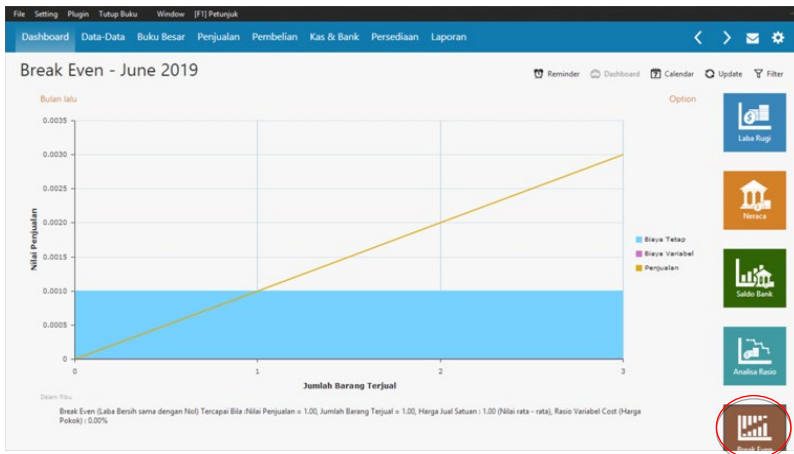 File Setting Plugin Tutup Buku Window [F1] Petunjuk
Dashboard Data-Data Buku Besar Penjualan Pembelian Kas & Bank Persediaan Laporan
Break Even - June 2019
Reminder Dashboard Calendar Update Filter
Bulan lalu
Option
0.0035
0.0030
0.0025
0.0020
0.0015
0.0010
0.0005
0
Nilai Penjualan
0 1 2 3
Jumlah Barang Terjual
Biaya Tetap
Biaya Variabel
Penjualan
Dalam Ribu
Break Even (Laba Bersih sama dengan Nol) Tercapai Bila :Nilai Penjualan = 1.00, Jumlah Barang Terjual = 1.00, Harga Jual Satuan : 1.00 (Nilai rata - rata), Rasio Variabel Cost (Harga
Pokok) : 0.00%
Laba Rugi
Neraca
Saldo Bank
Analisa Rasio
Break Even